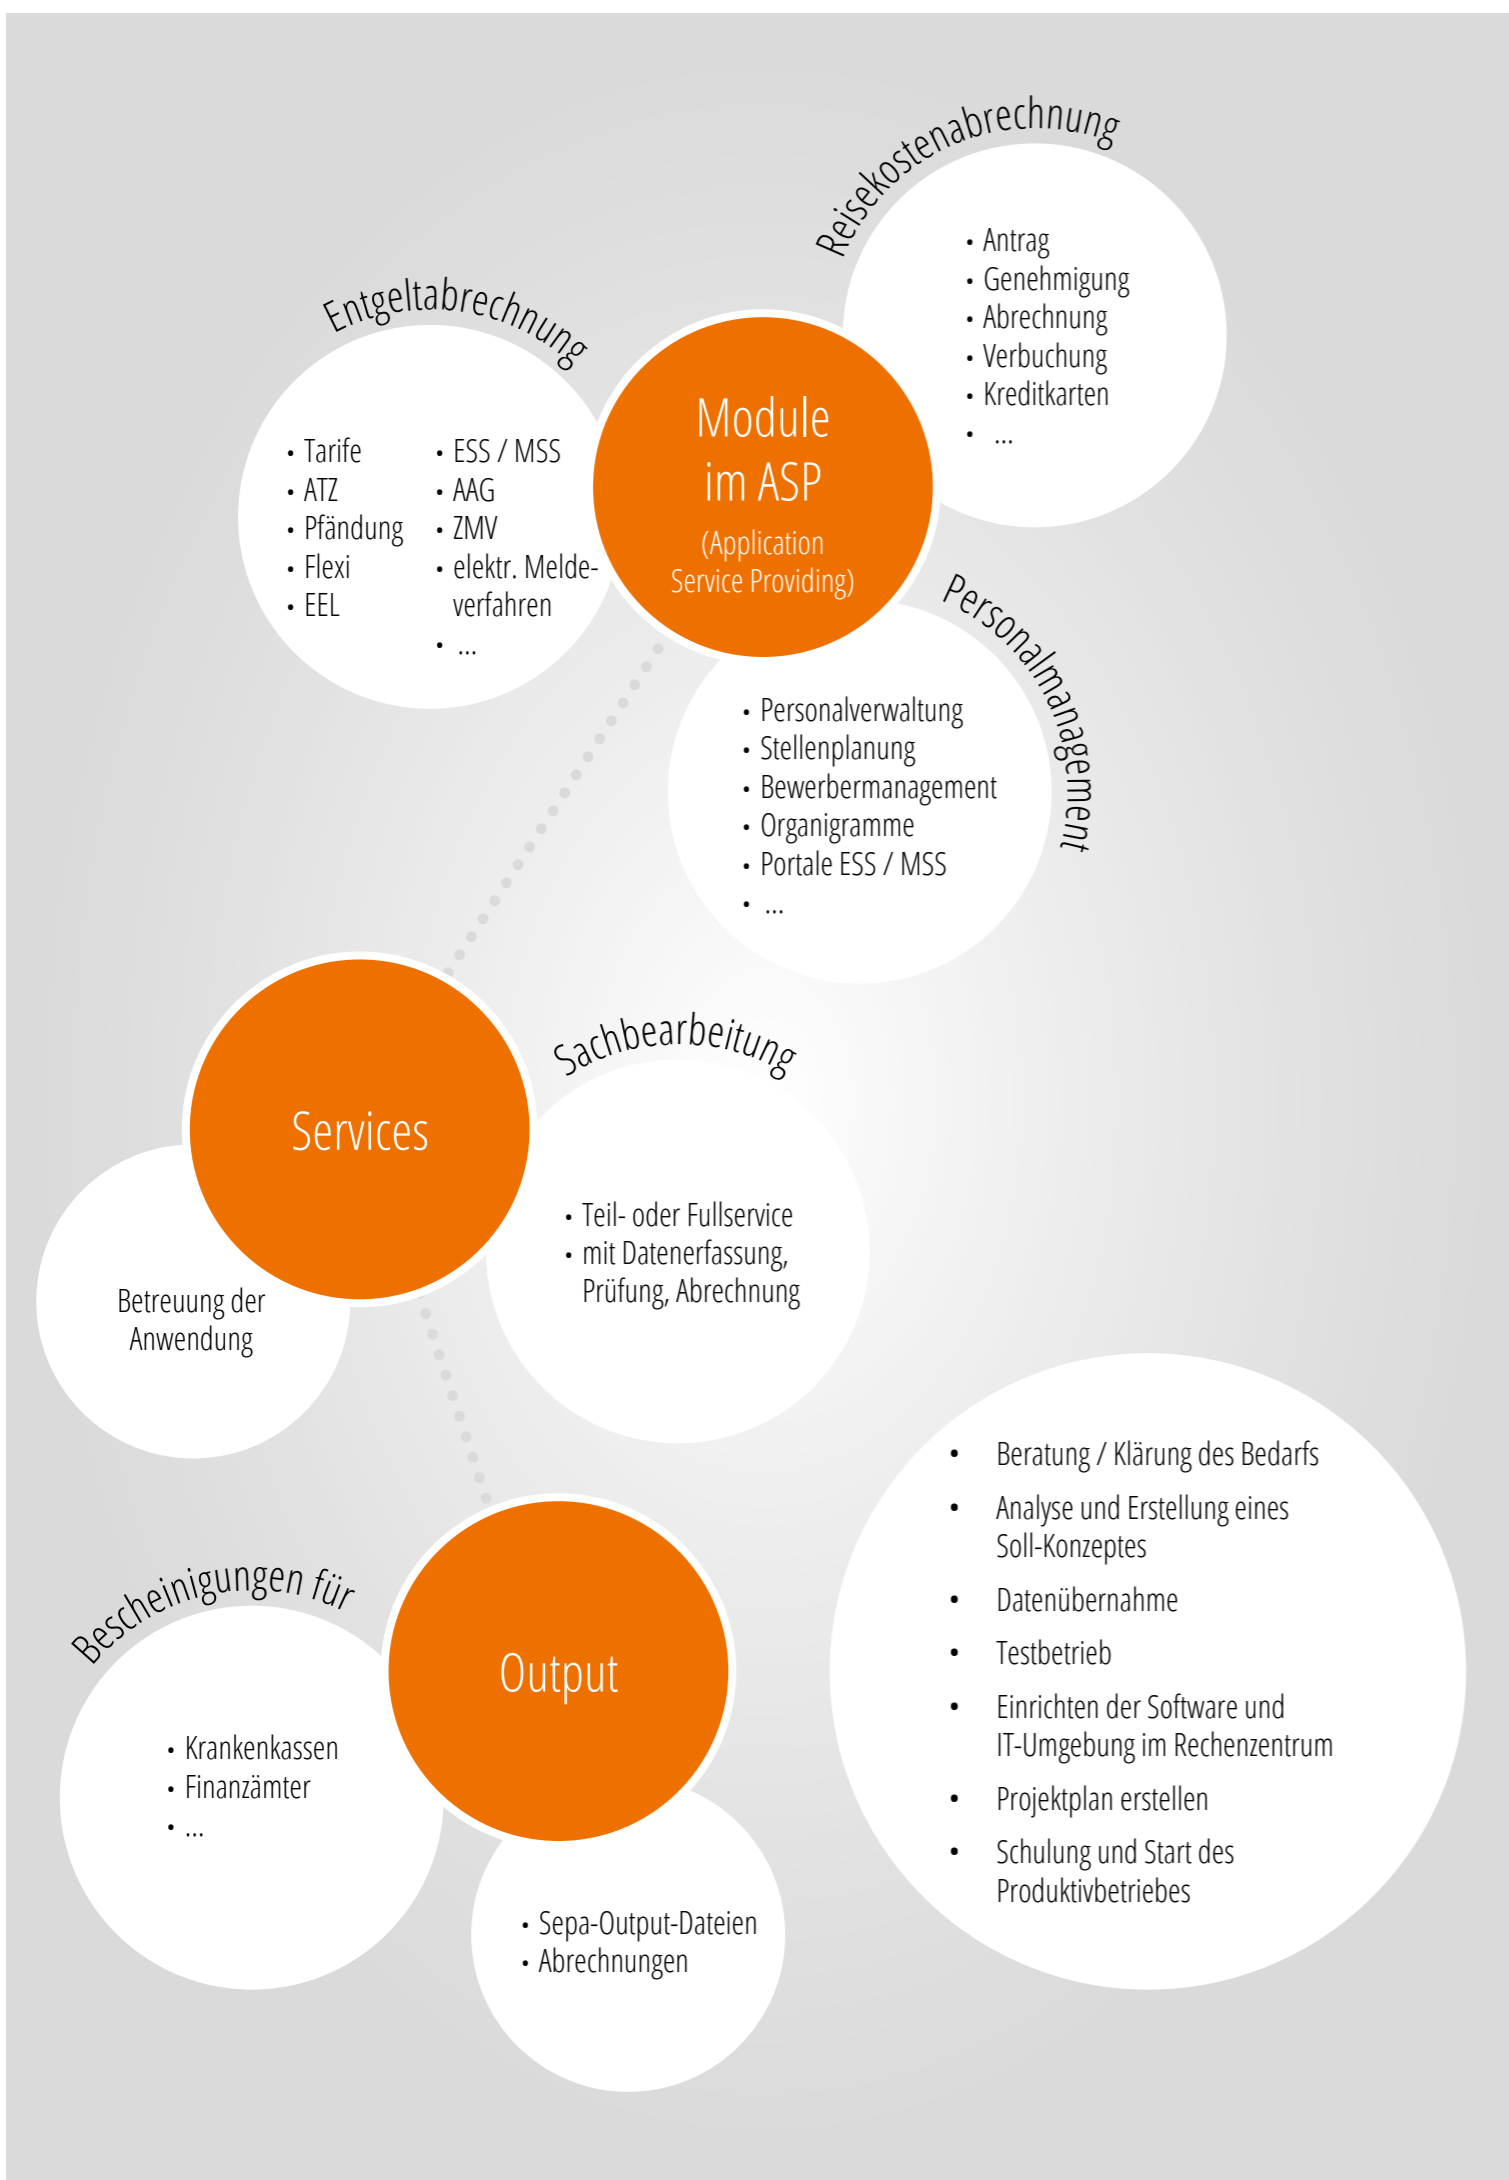 Reisekostenabrechnung
• Antrag
• Genehmigung
• Abrechnung
• Verbuchung
• Kreditkarten
• ...
Entgeltabrechnung
• Tarife
• ATZ
• Pfändung
• Flexi
• EEL
• ESS / MSS
• AAG
• ZMV
• elektr. Melde-
verfahren
• ...
Module
im ASP
(Application
Service Providing)
Personalmanagement
• Personalverwaltung
• Stellenplanung
• Bewerbermanagement
• Organigramme
• Portale ESS / MSS
• ...
Services
Sachbearbeitung
• Teil- oder Fullservice
• mit Datenerfassung,
Prüfung, Abrechnung
Betreuung der
Anwendung
• Beratung / Klärung des Bedarfs
• Analyse und Erstellung eines
Soll-Konzeptes
• Datenübernahme
• Testbetrieb
• Einrichten der Software und
IT-Umgebung im Rechenzentrum
• Projektplan erstellen
• Schulung und Start des
Produktivbetriebes
Output
Bescheinigungen für
• Krankenkassen
• Finanzämter
• ...
• Sepa-Output-Dateien
• Abrechnungen